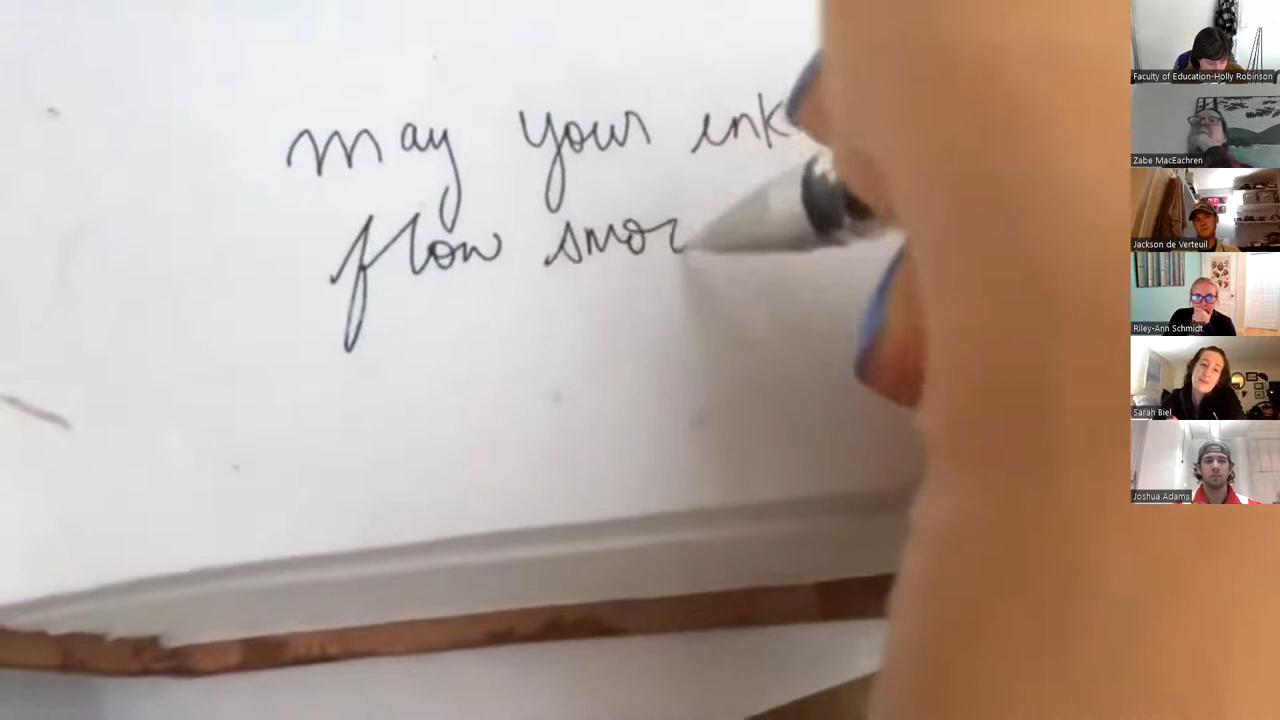 may your ink
flow smoo
Faculty of Education-Holly Robinson
Zabe MacEachren
Jackson de Verteuil
Riley-Ann Schmidt
Sarah Biel
Joshua Adams